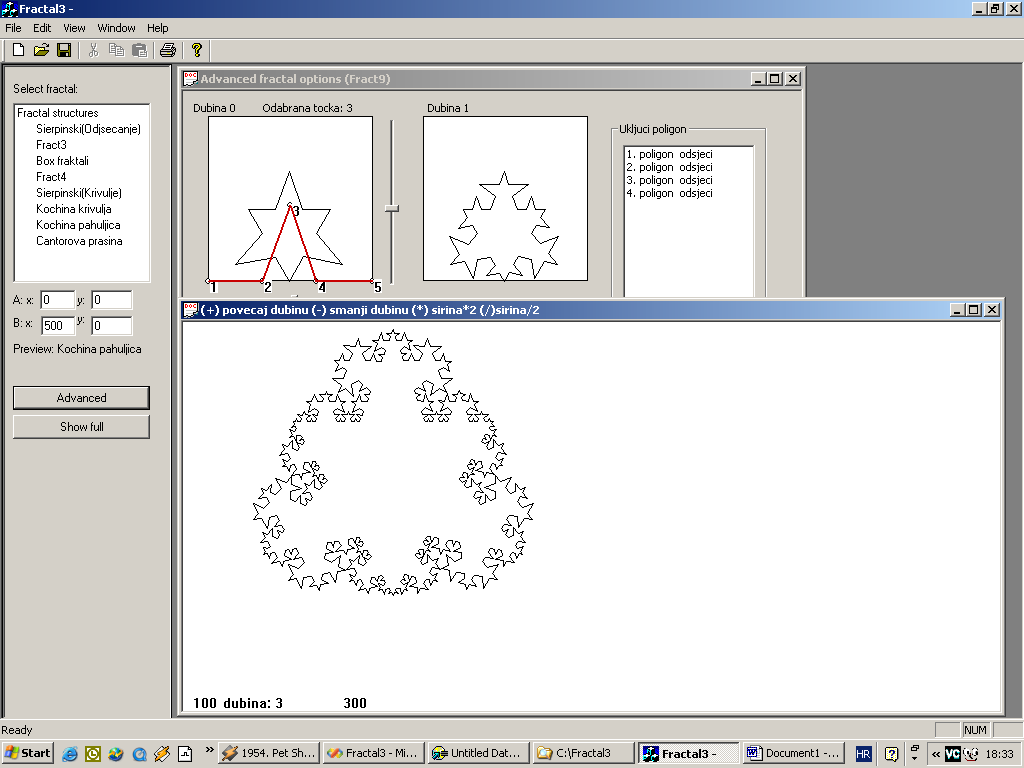 Fractal3 -
File Edit View Window Help
Select fractal:
Fractal structures
Sierpinski(Odjsecanje)
Fract3
Box fraktali
Fract4
Sierpinski(Krivulje)
Kochina krivulja
Kochina pahuljica
Cantorova prasina
A: x: 0 y: 0
B: x: 500 y: 0
Preview: Kochina pahuljica
Advanced
Show full
DOC Advanced fractal options (Fract9)
Dubina 0 Odabrana tocka: 3 Dubina 1
Ukljuci poligon
1. poligon odsjeci
2. poligon odsjeci
3. poligon odsjeci
4. poligon odsjeci
3
1 2 4 5
DOC (+) povecaj dubinu (-) smanji dubinu (*) sirina*2 (/)sirina/2
100 dubina: 3 300
Ready NUM
Start » 1954. Pet Sh... Fractal3 - Mi... Untitled Dat... C:\Fractal3 Fractal3 - Document1 -... HR « VC 18:33